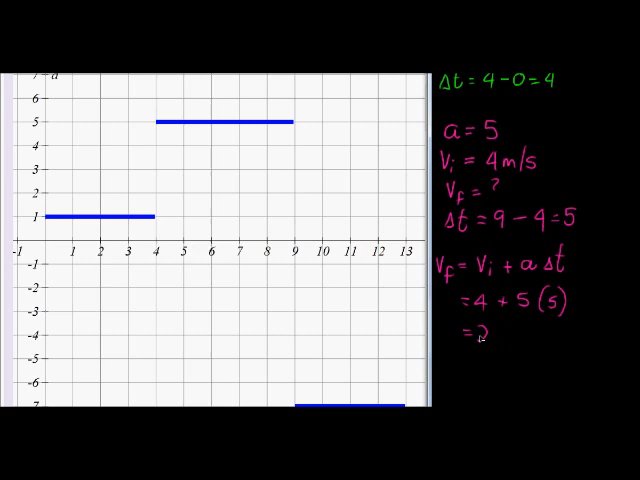 7 a
6
5
4
3
2
1
-1 1 2 3 4 5 6 7 8 9 10 11 12 13
-1
-2
-3
-4
-5
-6
-7
Δt = 4 - 0 = 4
a = 5
Vi = 4 m/s
Vf = ?
Δt = 9 - 4 = 5
Vf = Vi + a Δt
= 4 + 5 (5)
= 2